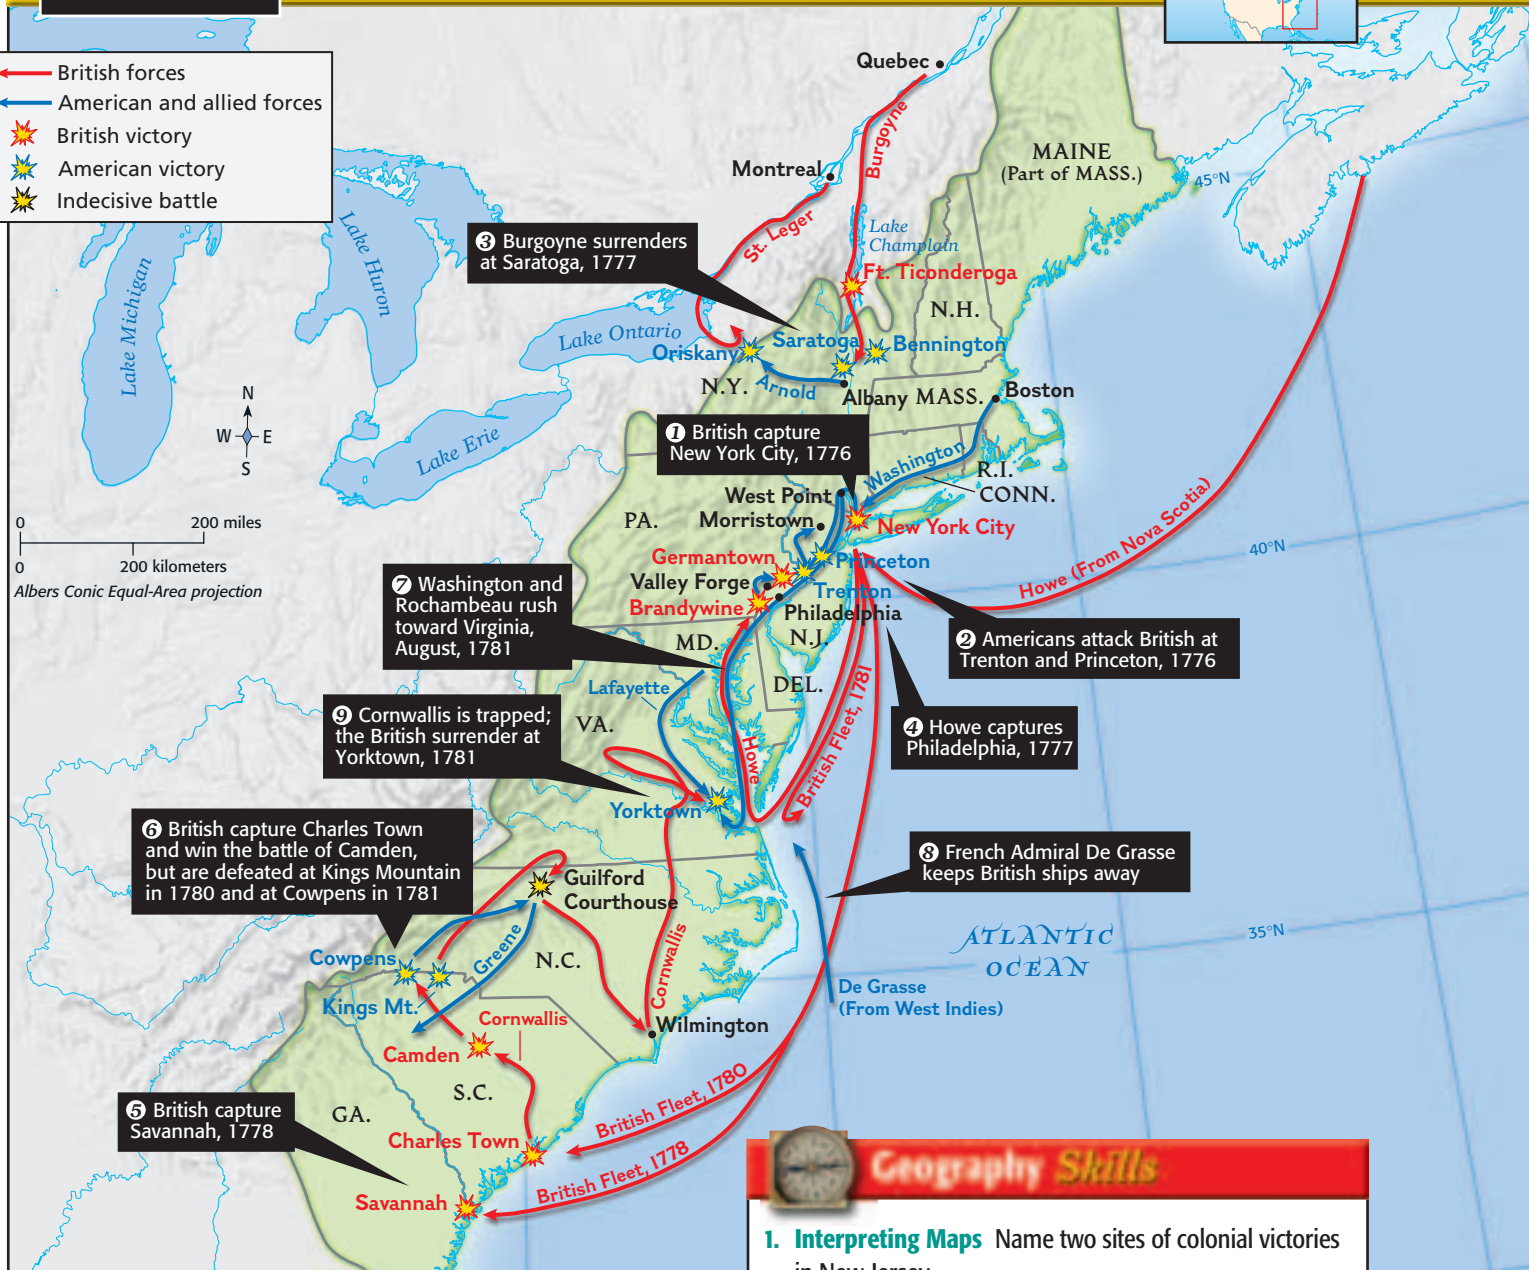 British forces
American and allied forces
British victory
American victory
Indecisive battle
Quebec
Burgoyne
Montreal
MAINE
(Part of MASS.)
45°N
St. Leger
Lake
Champlain
3 Burgoyne surrenders
at Saratoga, 1777
Ft. Ticonderoga
N.H.
Lake Michigan
Lake Huron
Lake Ontario
Oriskany
Saratoga
Bennington
N.Y.
Arnold
Albany
MASS.
Boston
N
W E
S
Lake Erie
1 British capture
New York City, 1776
Washington
R.I.
CONN.
West Point
Morristown
PA.
New York City
0 200 miles
0 200 kilometers
Albers Conic Equal-Area projection
40°N
Howe (From Nova Scotia)
Germantown
Princeton
Valley Forge
Trenton
Brandywine
Philadelphia
7 Washington and
Rochambeau rush
toward Virginia,
August, 1781
MD.
N.J.
2 Americans attack British at
Trenton and Princeton, 1776
DEL.
Lafayette
VA.
9 Cornwallis is trapped;
the British surrender at
Yorktown, 1781
4 Howe captures
Philadelphia, 1777
Howe
British Fleet, 1781
Yorktown
6 British capture Charles Town
and win the battle of Camden,
but are defeated at Kings Mountain
in 1780 and at Cowpens in 1781
8 French Admiral De Grasse
keeps British ships away
Guilford
Courthouse
35°N
ATLANTIC
OCEAN
Cowpens
Greene
N.C.
Cornwallis
De Grasse
(From West Indies)
Kings Mt.
Cornwallis
Wilmington
Camden
S.C.
British Fleet, 1780
GA.
5 British capture
Savannah, 1778
Charles Town
British Fleet, 1778
Savannah
Geography Skills
1. Interpreting Maps Name two sites of colonial victories
in New Jersey